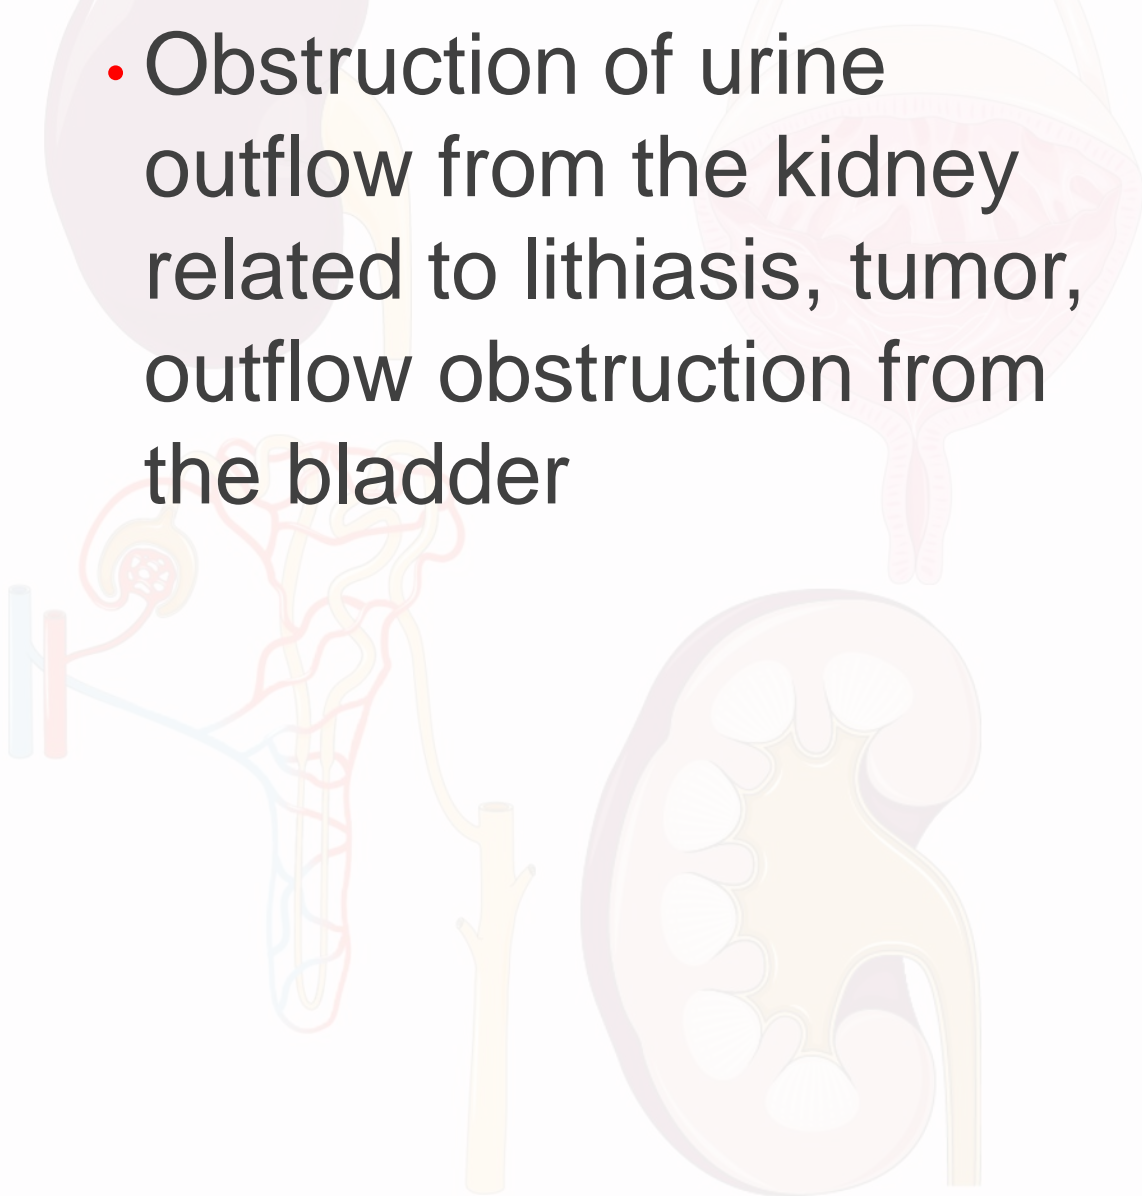 • Obstruction of urine
outflow from the kidney
related to lithiasis, tumor,
outflow obstruction from
the bladder